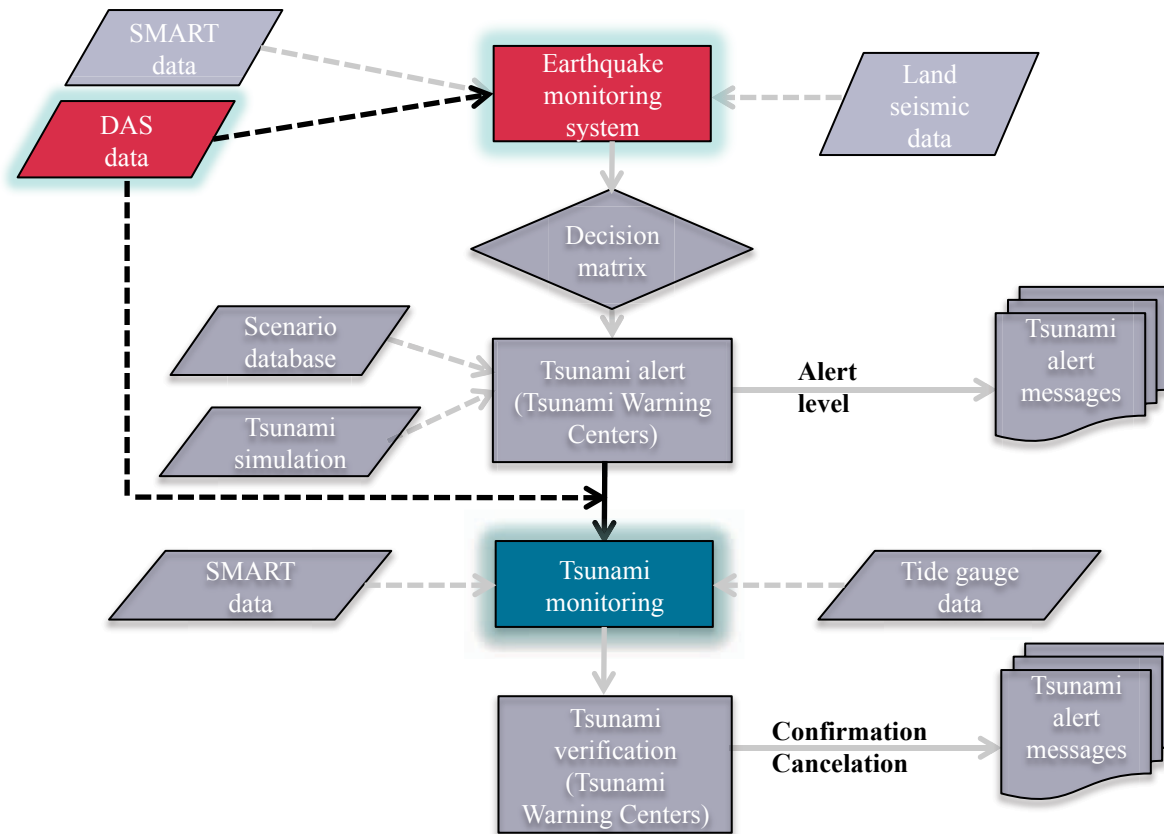 SMART
data
Earthquake
monitoring
system
Land
seismic
data
DAS
data
Decision
matrix
Scenario
database
Tsunami alert
(Tsunami Warning
Centers)
Alert
level
Tsunami
alert
messages
Tsunami
simulation
SMART
data
Tsunami
monitoring
Tide gauge
data
Tsunami
verification
(Tsunami
Warning Centers)
Confirmation
Cancelation
Tsunami
alert
messages